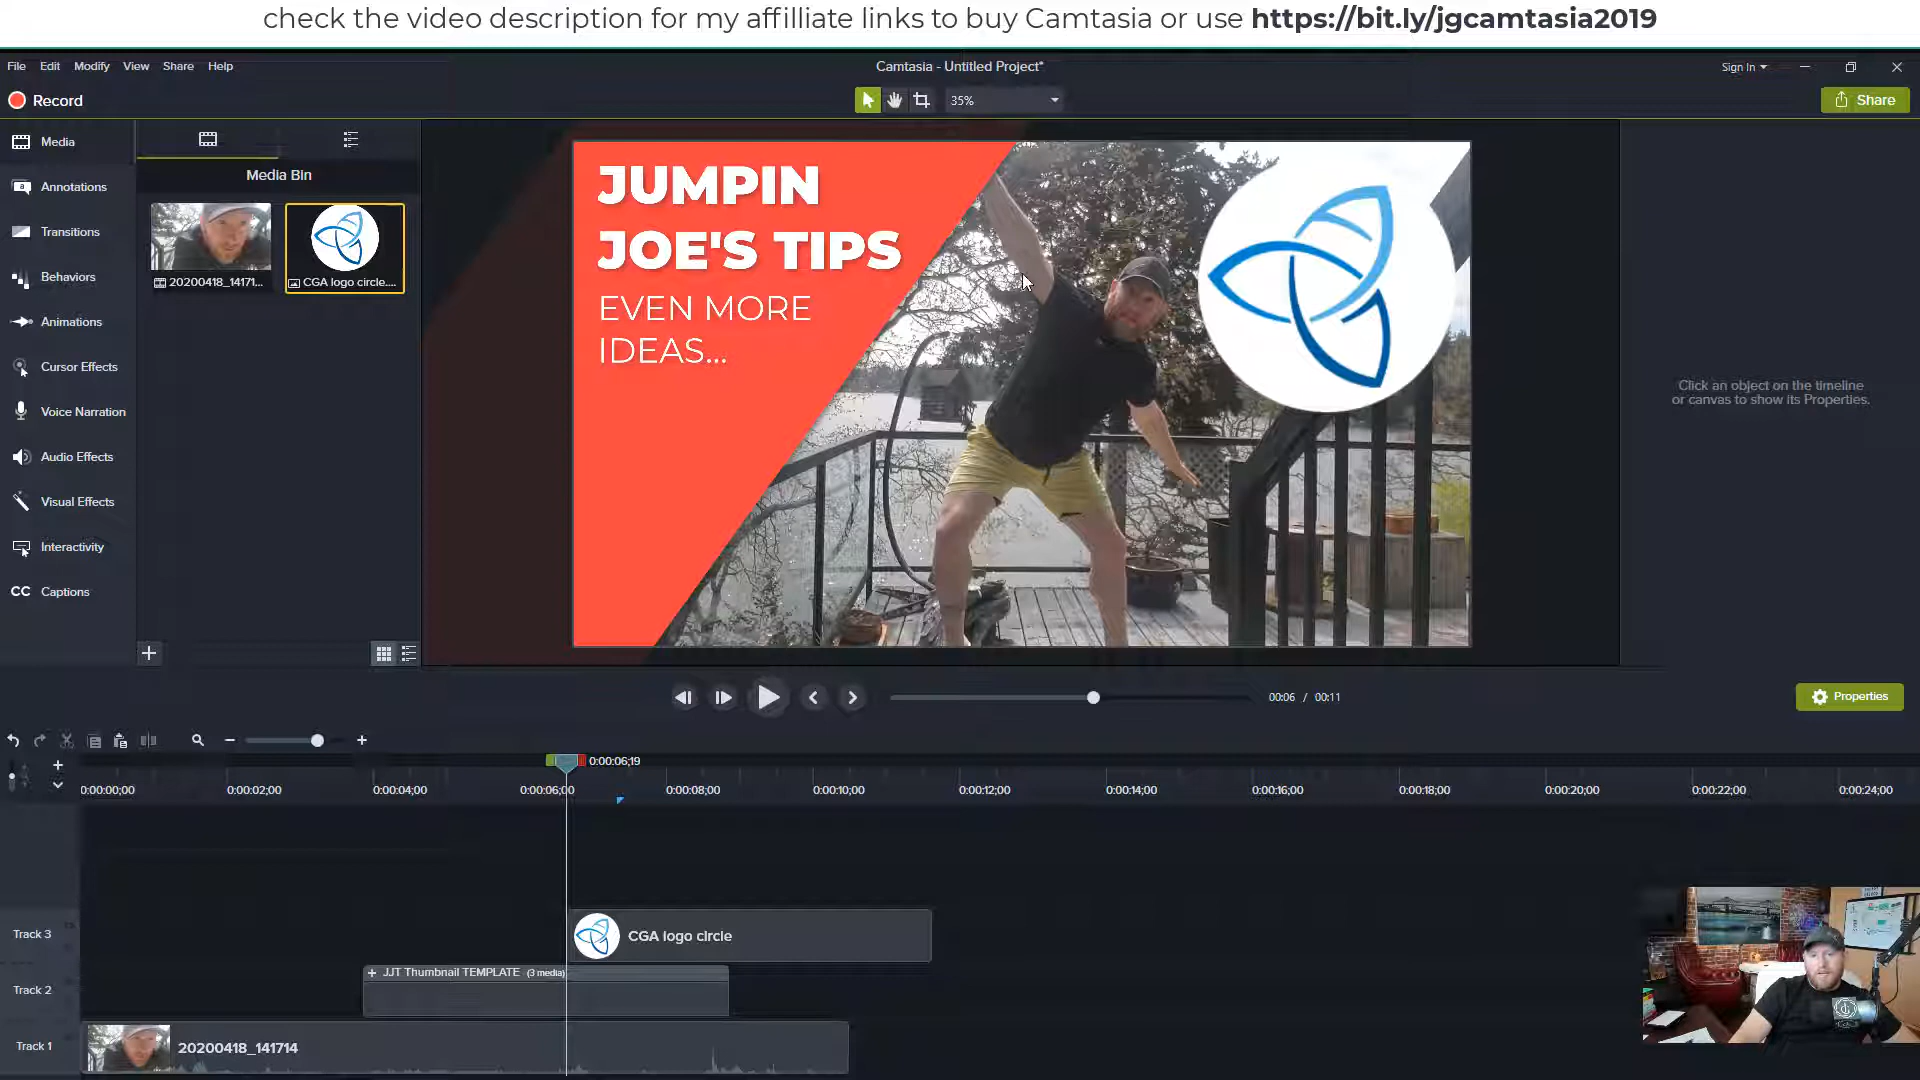 check the video description for my affilliate links to buy Camtasia or use https://bit.ly/jgcamtasia2019
File Edit Modify View Share Help
Camtasia - Untitled Project*
Sign In
Record
35%
Share
Media
Annotations
Transitions
Behaviors
Animations
Cursor Effects
Voice Narration
Audio Effects
Visual Effects
Interactivity
CC Captions
Media Bin
20200418_14171...
CGA logo circle....
JUMPIN
JOE'S TIPS
EVEN MORE
IDEAS...
Click an object on the timeline
or canvas to show its Properties.
00:06 / 00:11
Properties
0:00:06;19
0:00:00;00 0:00:02;00 0:00:04;00 0:00:06;00 0:00:08;00 0:00:10;00 0:00:12;00 0:00:14;00 0:00:16;00 0:00:18;00 0:00:20;00 0:00:22;00 0:00:24;00
Track 3
CGA logo circle
Track 2
+ JJT Thumbnail TEMPLATE (3 media)
Track 1
20200418_141714